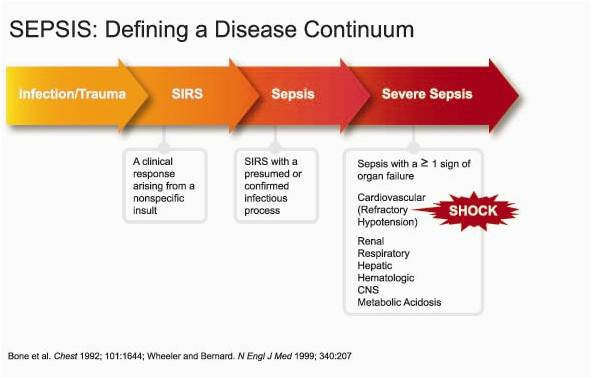 SEPSIS: Defining a Disease Continuum
Infection/Trauma
SIRS
Sepsis
Severe Sepsis
A clinical
response
arising from a
nonspecific
insult
SIRS with a
presumed or
confirmed
infectious
process
Sepsis with a ≥ 1 sign of
organ failure
Cardiovascular
(Refractory
Hypotension)
SHOCK
Renal
Respiratory
Hepatic
Hematologic
CNS
Metabolic Acidosis
Bone et al. Chest 1992; 101:1644; Wheeler and Bernard. N Engl J Med 1999; 340:207